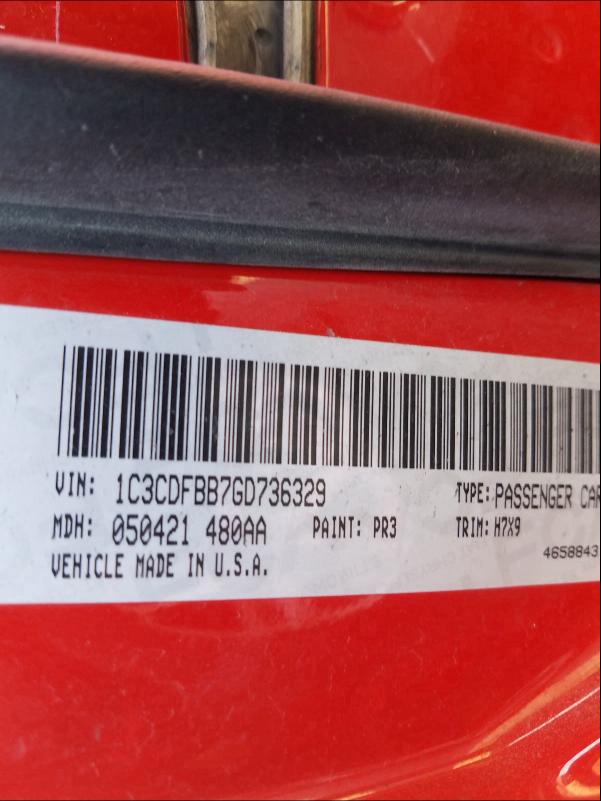 VIN: 1C3CDFBB7GD736329 TYPE: PASSENGER CAR
MDH: 050421 480AA PAINT: PR3 TRIM: H7X9
VEHICLE MADE IN U.S.A. 4658843